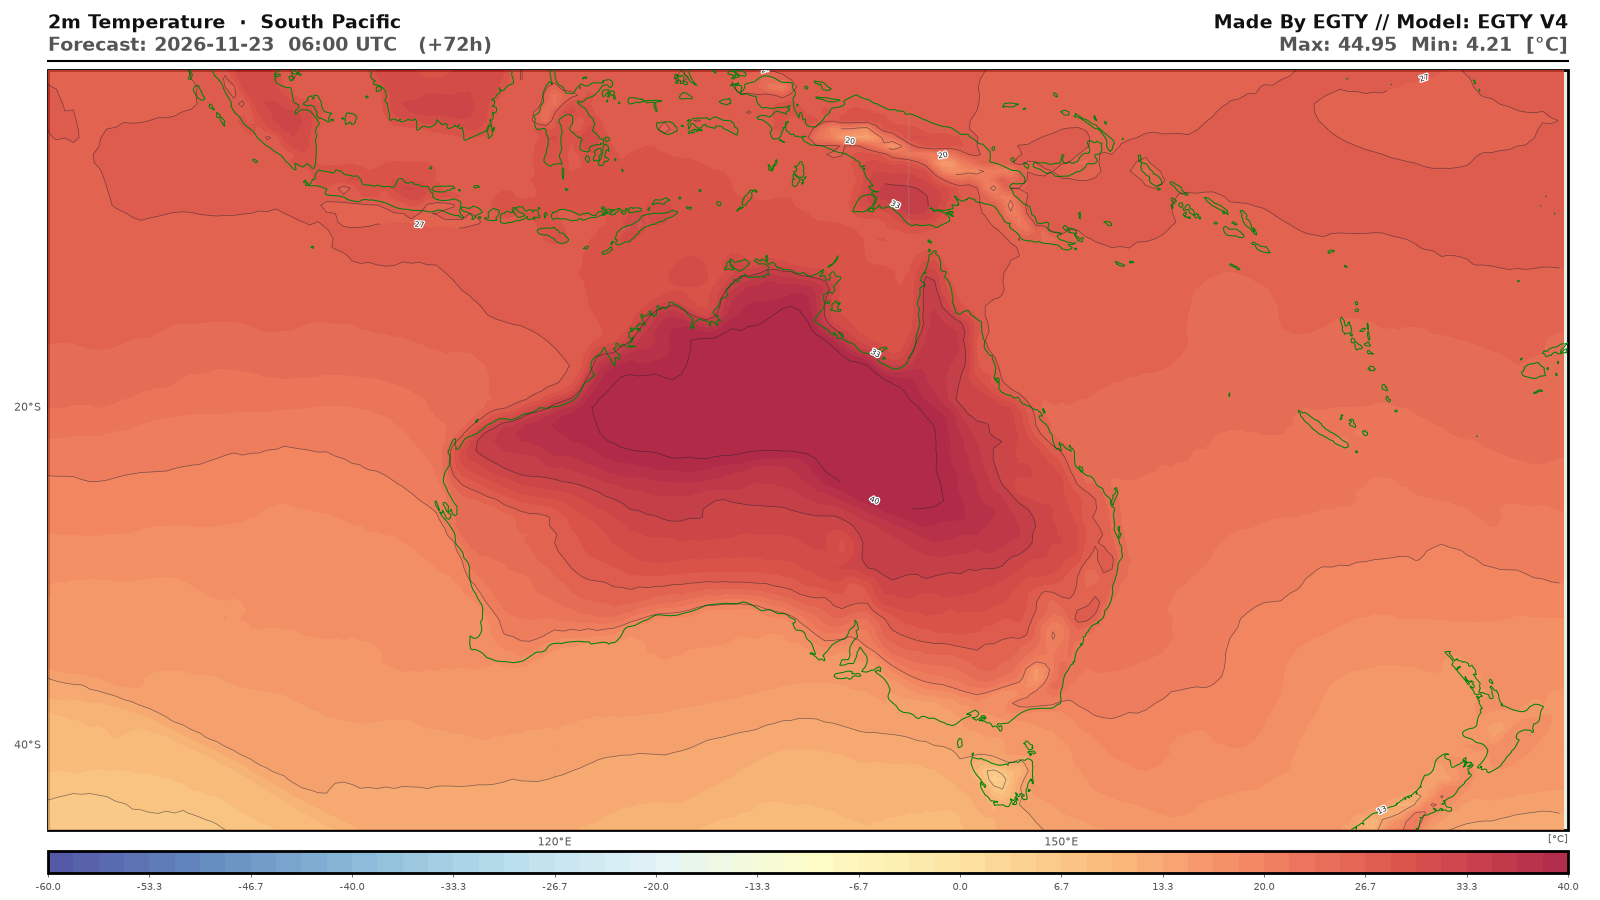 2m Temperature · South Pacific
Made By EGTY // Model: EGTY V4
Forecast: 2026-11-23 06:00 UTC (+72h)
Max: 44.95 Min: 4.21 [°C]
27
20
20
33
27
33
20°S
40
40°S
13
120°E
150°E
[°C]
-60.0 -53.3 -46.7 -40.0 -33.3 -26.7 -20.0 -13.3 -6.7 0.0 6.7 13.3 20.0 26.7 33.3 40.0